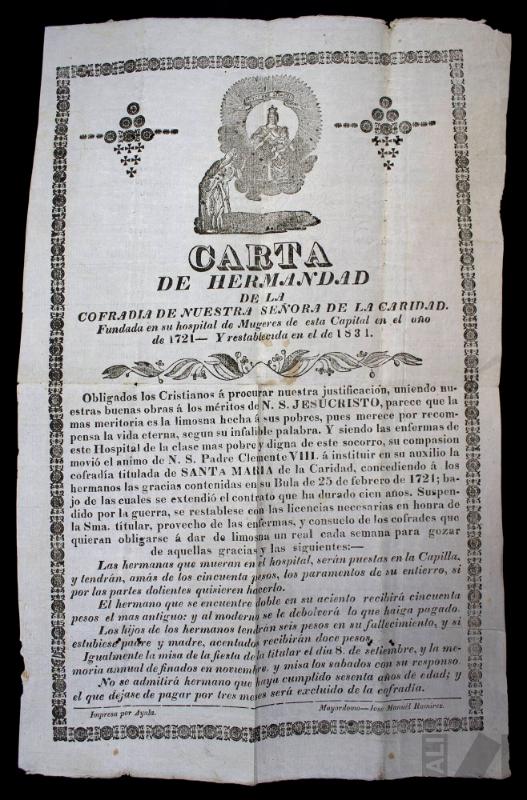 CARTA
DE HERMANDAD
DE LA
COFRADIA DE NUESTRA SEÑORA DE LA CARIDAD.
Fundada en su hospital de Mugeres de esta Capital en el año
de 1721— Y restablecida en el de 1831.
Obligados los Cristianos á procurar nuestra justificación, uniendo nu-
estras buenas obras á los méritos de N. S. JESUCRISTO, parece que la
mas meritoria es la limosna hecha á sus pobres, pues merece por recom-
pensa la vida eterna, segun su infalible palabra. Y siendo las enfermas de
este Hospital de la clase mas pobre y digna de este socorro, su compasion
movió el animo de N. S. Padre Clemente VIII. á instituir en su auxilio la
cofradía titulada de SANTA MARIA de la Caridad, concediendo á los
hermanos las gracias contenidas en su Bula de 25 de febrero de 1721; ba-
jo de las cuales se extendió el contrato que ha durado cien años. Suspen-
dido por la guerra, se restablese con las licencias necesarias en honra de
la Sma. titular, provecho de las enfermas, y consuelo de los cofrades que
quieran obligarse á dar de limosna un real cada semana para gozar
de aquellas gracias y las siguientes:—
Las hermanas que mueran en el hospital, serán puestas en la Capilla,
y tendrán, amás de los cincuenta pesos, los paramentos de su entierro, si
por las partes dolientes quisieren hacerlo.
El hermano que se encuentre doble en su aciento recibirá cincuenta
pesos el mas antiguo: y al moderno se le debolcerá lo que haiga pagado.
Los hijos de los hermanos tendrán seis pesos en su fallecimiento, y si
estubiese padre y madre, acentados recibirán doce pesos.
Igualmente la misa de la fiesta de la titular el dia 8. de setiembre, y la me-
moria annual de finados en noviembre, y misa los sabados con su responso.
No se admitirá hermano que haya cumplido sesenta años de edad; y
el que dejase de pagar por tres meses será excluido de la cofradia.
Impresa por Ayala.
Mayordomo—Jose Manuél Ramirez.
ALI